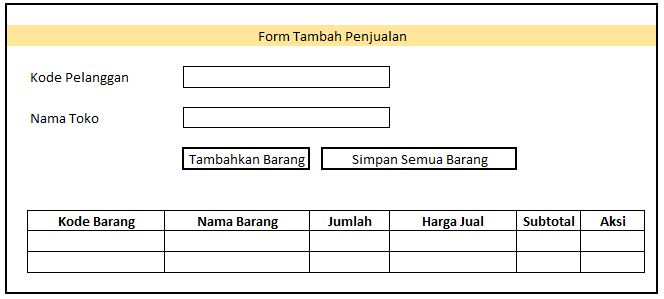 Form Tambah Penjualan
Kode Pelanggan
Nama Toko
Tambahkan Barang Simpan Semua Barang
Kode Barang Nama Barang Jumlah Harga Jual Subtotal Aksi